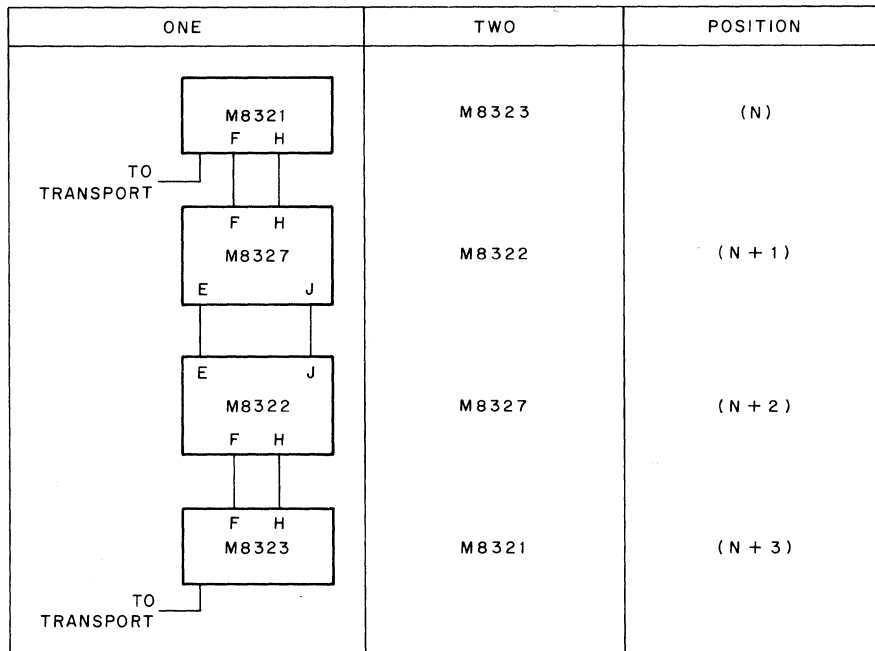 ONE TWO POSITION
M8321 M8323 (N)
F H
TO
TRANSPORT
F H
M8327 M8322 (N + 1)
E J
E J
M8322 M8327 (N + 2)
F H
F H
M8323 M8321 (N + 3)
TO
TRANSPORT